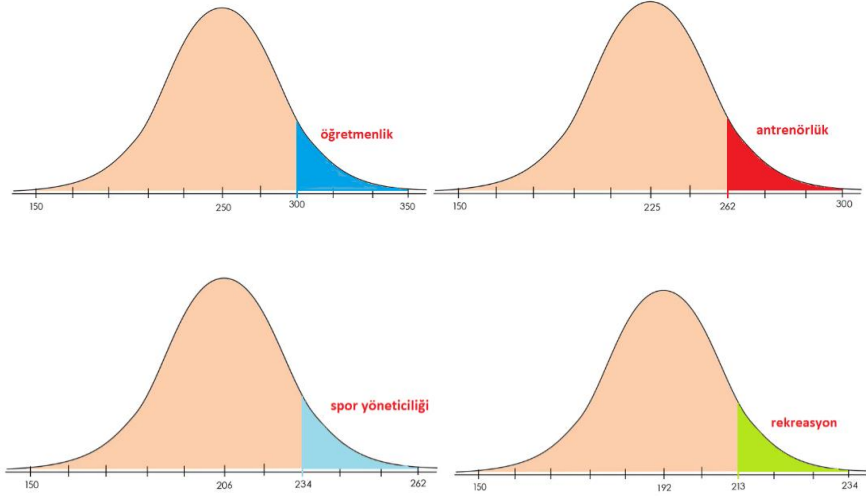 öğretmenlik
150 250 300 350
antrenörlük
150 225 262 300
spor yöneticiliği
150 206 234 262
rekreasyon
150 192 213 234